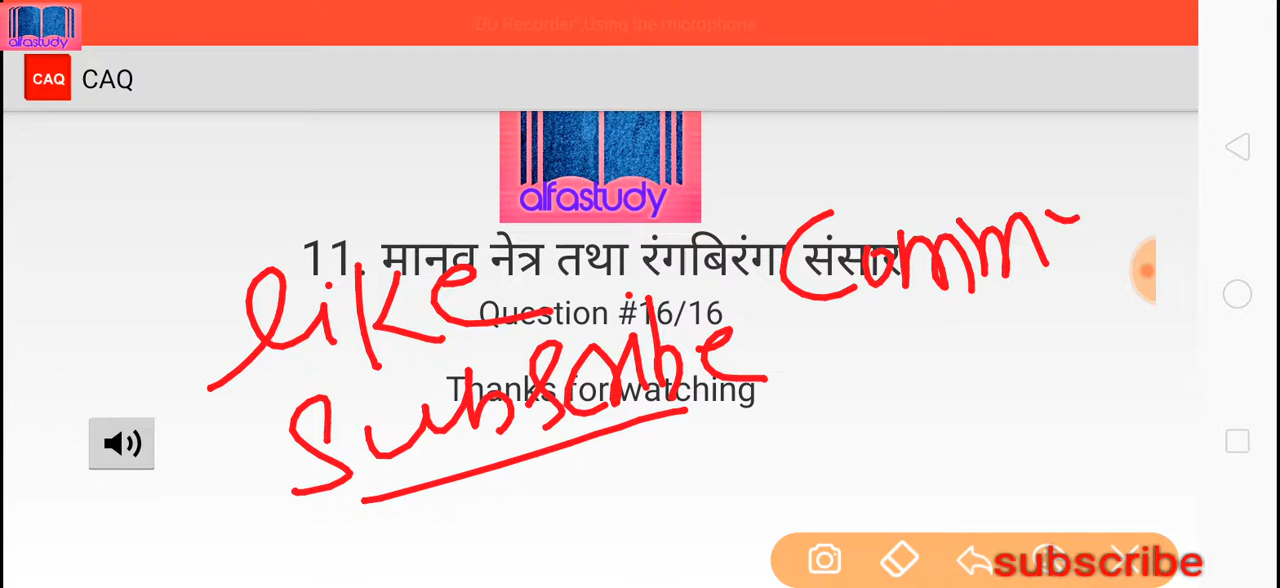 alfastudy
DU Recorder ,Using the microphone
CAQ CAQ
alfastudy
11. मानव नेत्र तथा रंगबिरंगा संसार
Comm
like
Question #16/16
Subscribe
Thanks for watching
subscribe